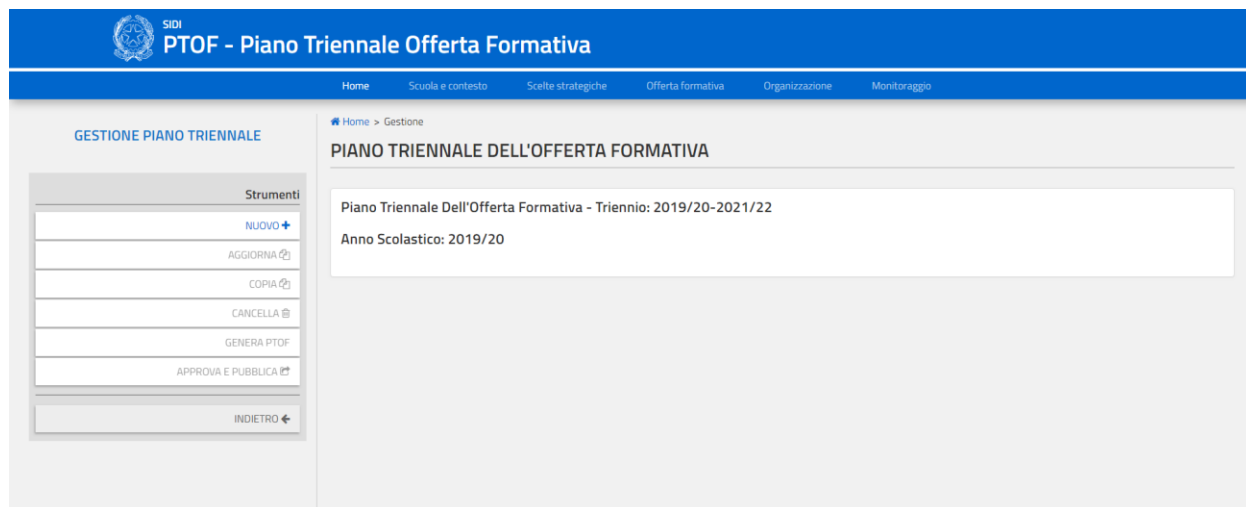 SIDI
PTOF - Piano Triennale Offerta Formativa
Home Scuola e contesto Scelte strategiche Offerta formativa Organizzazione Monitoraggio
GESTIONE PIANO TRIENNALE
Strumenti
NUOVO
AGGIORNA
COPIA
CANCELLA
GENERA PTOF
APPROVA E PUBBLICA
INDIETRO
Home > Gestione
PIANO TRIENNALE DELL'OFFERTA FORMATIVA
Piano Triennale Dell'Offerta Formativa - Triennio: 2019/20-2021/22
Anno Scolastico: 2019/20